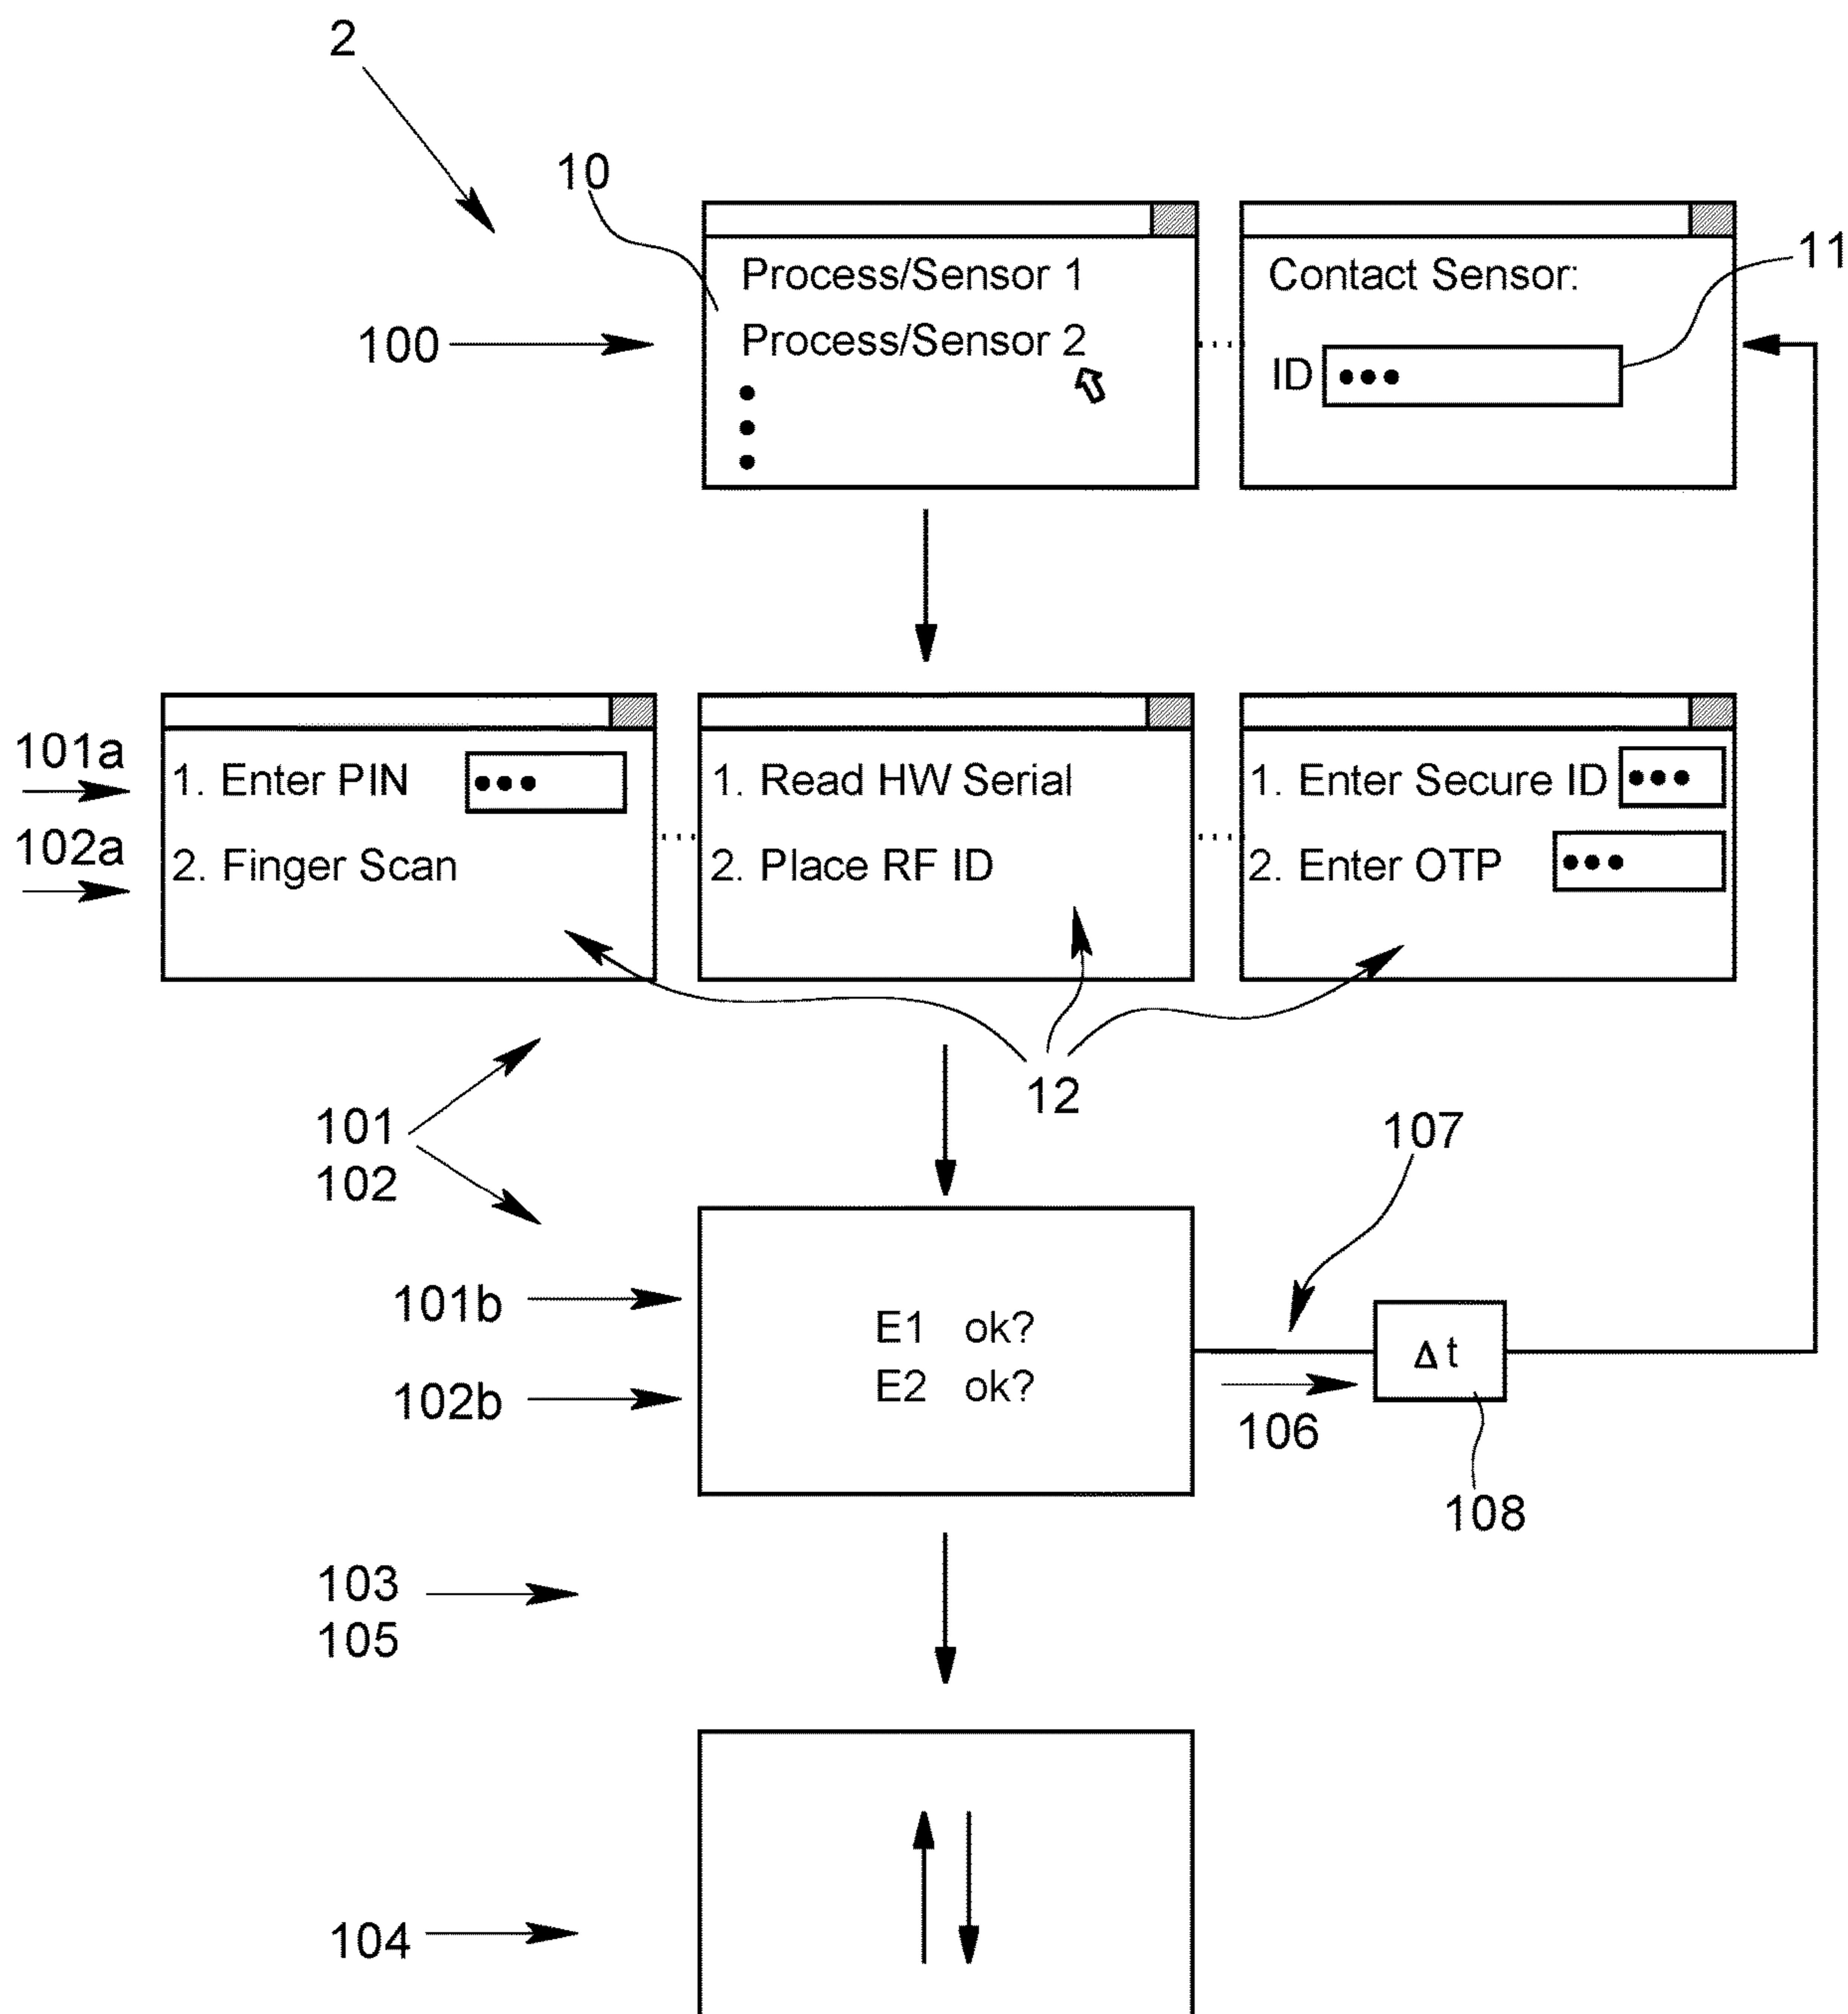 2
10
Process/Sensor 1
Process/Sensor 2
Contact Sensor:
ID •••
11
100
101a
102a
1. Enter PIN •••
2. Finger Scan
1. Read HW Serial
2. Place RF ID
1. Enter Secure ID •••
2. Enter OTP •••
12
101
102
107
101b
102b
E1 ok?
E2 ok?
Δt
106
108
103
105
104